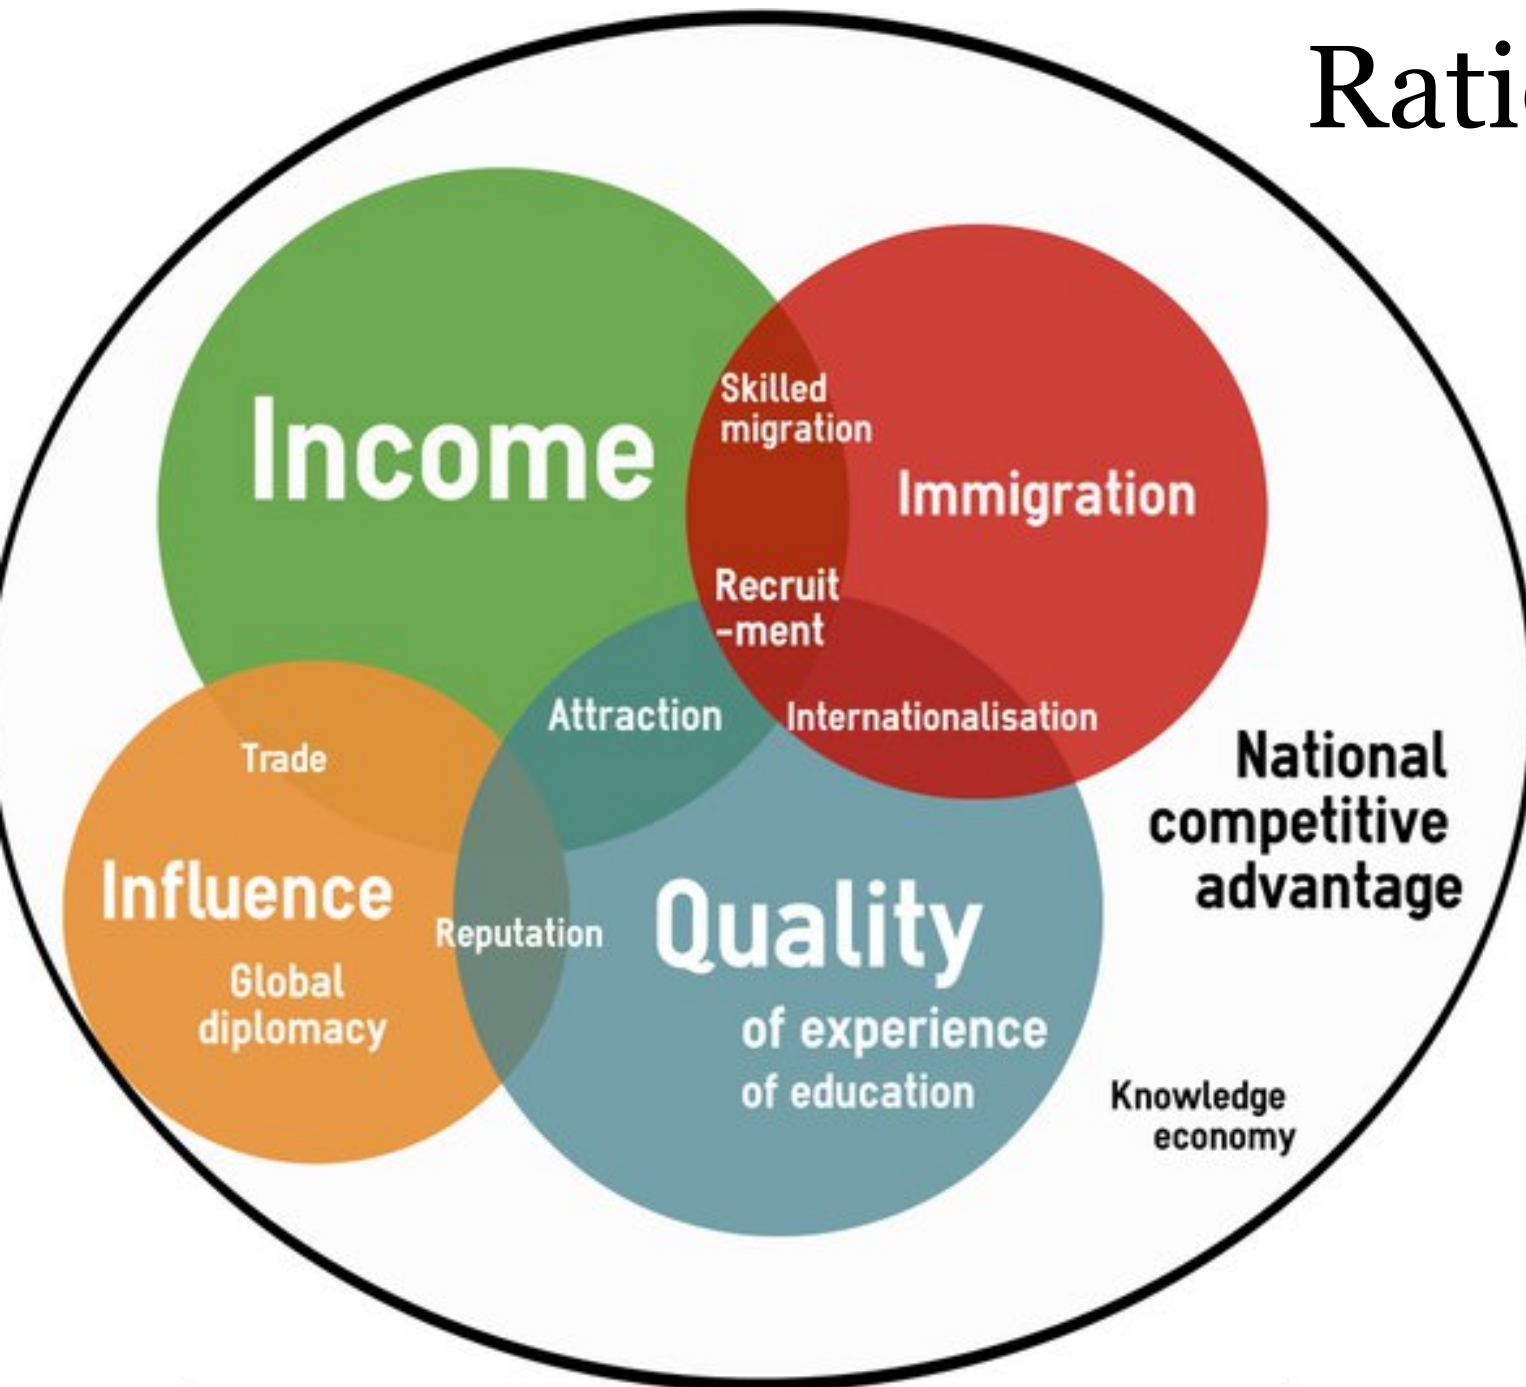 Income
Skilled
migration
Immigration
Recruit
-ment
Attraction
Internationalisation
Trade
Influence
Global
diplomacy
Reputation
Quality
of experience
of education
National
competitive
advantage
Knowledge
economy